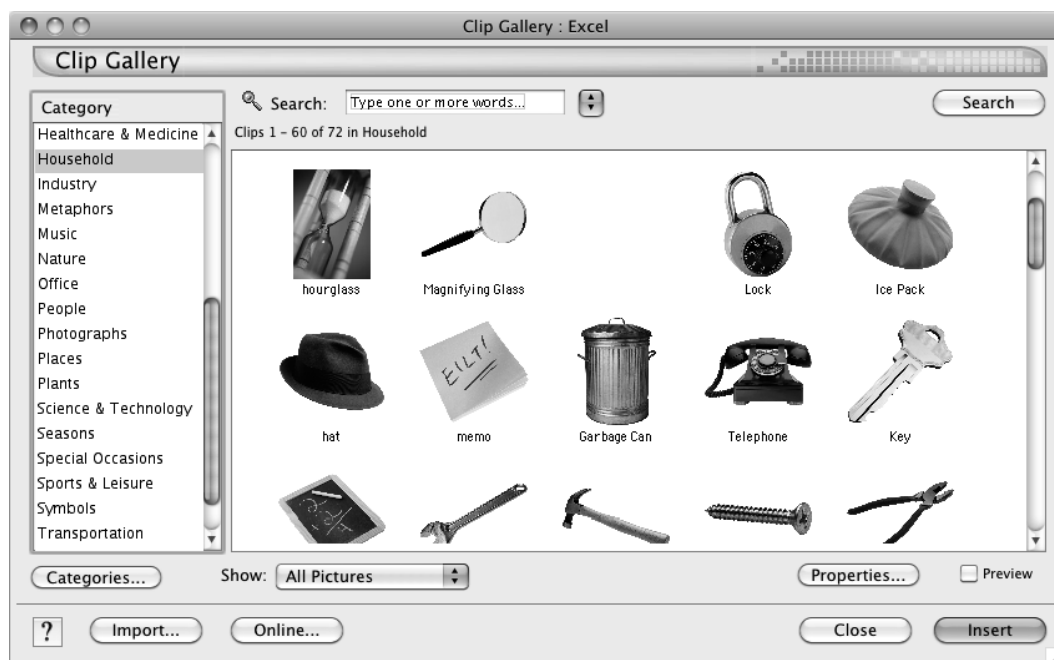 Clip Gallery : Excel
Clip Gallery
Category
Healthcare & Medicine
Household
Industry
Metaphors
Music
Nature
Office
People
Photographs
Places
Plants
Science & Technology
Seasons
Special Occasions
Sports & Leisure
Symbols
Transportation
Search: Type one or more words... Search
Clips 1 – 60 of 72 in Household
hourglass Magnifying Glass Lock Ice Pack
EILT!
hat memo Garbage Can Telephone Key
Categories... Show: All Pictures Properties... Preview
? Import... Online... Close Insert